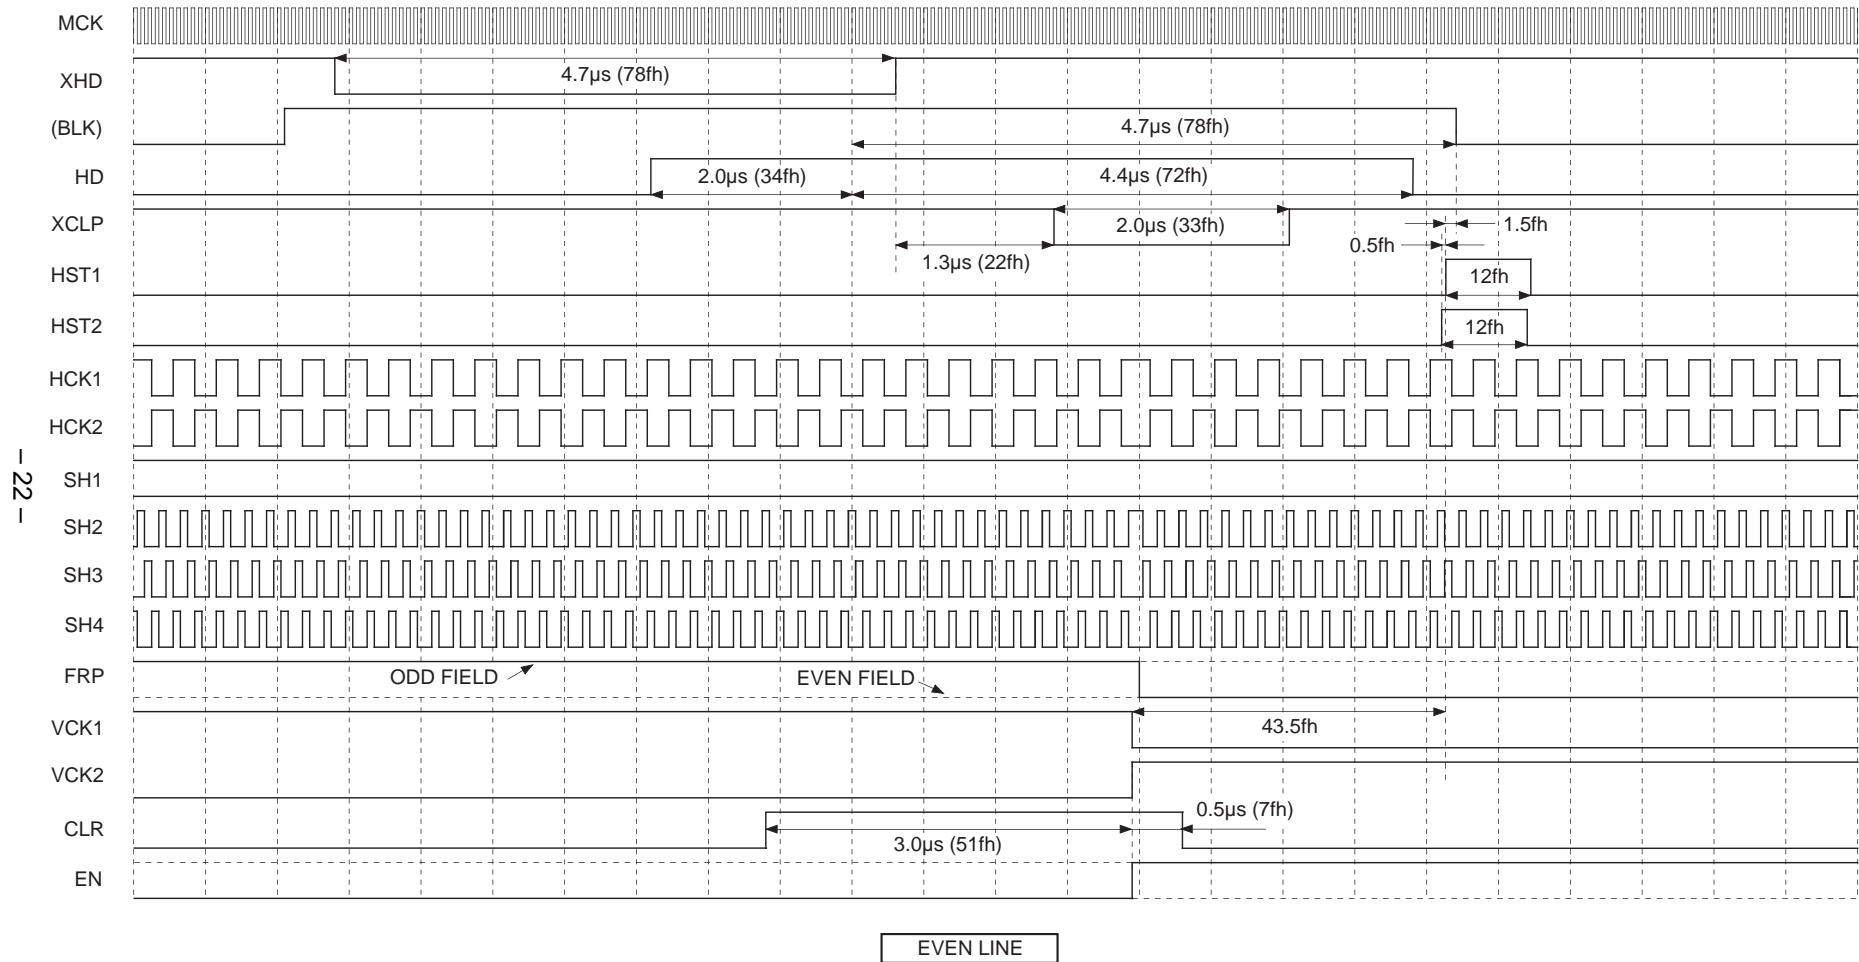 MCK
XHD
4.7µs (78fh)
(BLK)
4.7µs (78fh)
HD
2.0µs (34fh)
4.4µs (72fh)
XCLP
2.0µs (33fh)
1.5fh
0.5fh
1.3µs (22fh)
HST1
12fh
HST2
12fh
HCK1
HCK2
– 22 –
SH1
SH2
SH3
SH4
FRP
ODD FIELD
EVEN FIELD
VCK1
43.5fh
VCK2
CLR
0.5µs (7fh)
3.0µs (51fh)
EN
EVEN LINE